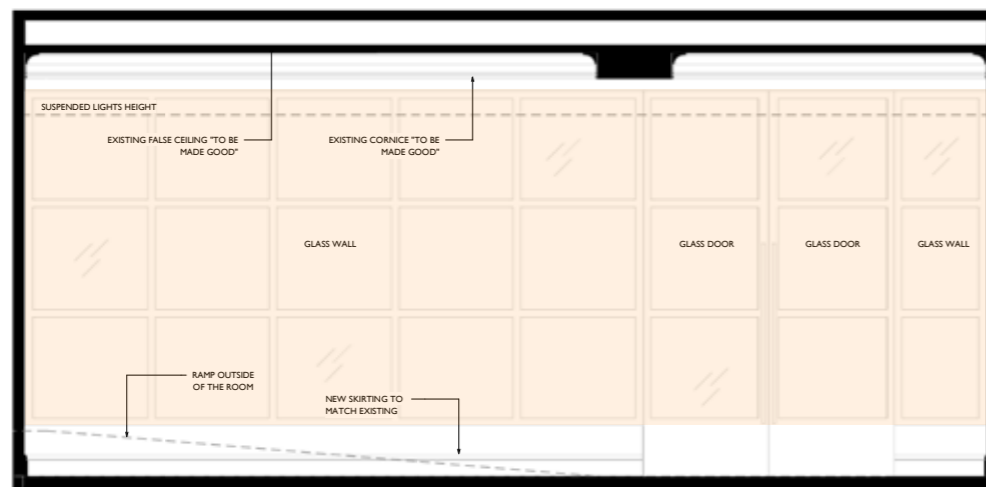 SUSPENDED LIGHTS HEIGHT
EXISTING FALSE CEILING "TO BE
MADE GOOD"
EXISTING CORNICE "TO BE
MADE GOOD"
GLASS WALL
GLASS DOOR
GLASS DOOR
GLASS WALL
RAMP OUTSIDE
OF THE ROOM
NEW SKIRTING TO
MATCH EXISTING